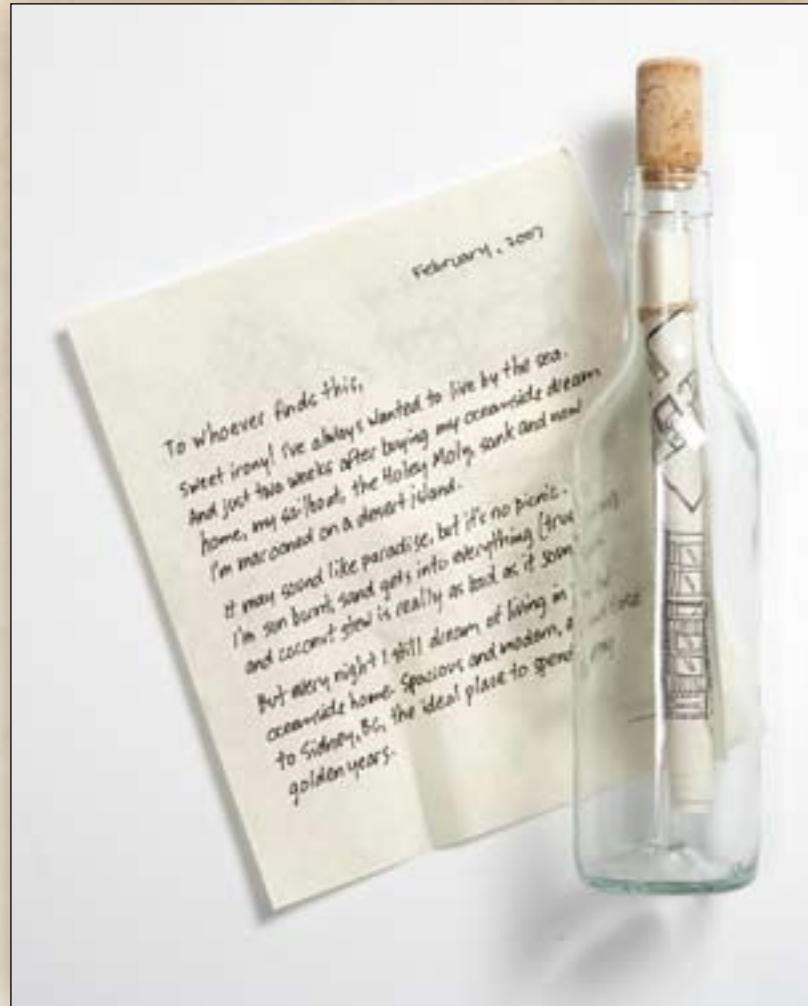 February, 2007
To whoever finds this,
Sweet irony! I've always wanted to live by the sea.
And just two weeks after buying my oceanside dream
home, my sailboat, the Holey Moly, sank and now
I'm marooned on a desert island.
It may sound like paradise, but it's no picnic.
I'm sun burnt, sand gets into everything (trust
and coconut stew is really as bad as it
But every night I still dream of living in
oceanside home. Spacious and modern, close
to Sidney, BC, the ideal place to spend my
golden years.